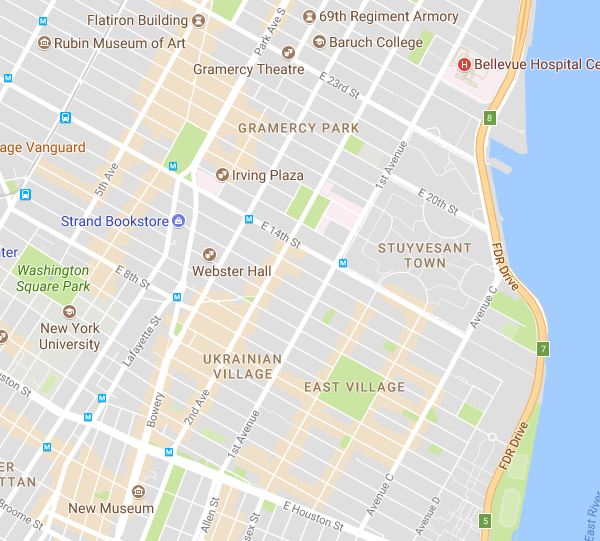 Flatiron Building
69th Regiment Armory
Rubin Museum of Art
Park Ave S
Baruch College
Gramercy Theatre
H
Bellevue Hospital Ce
E 23rd St
8
GRAMERCY PARK
age Vanguard
M
1st Avenue
5th Ave
Irving Plaza
E 20th St
Strand Bookstore
M
E 14th St
STUYVESANT
TOWN
nter
Washington
Square Park
E 8th St
Webster Hall
M
FDR Drive
M
Avenue C
New York
University
Lafayette St
7
UKRAINIAN
VILLAGE
EAST VILLAGE
ouston St
Bowery
2nd Ave
1st Avenue
M
M
M
M
FDR Drive
ER
TTAN
New Museum
Allen St
E Houston St
Avenue C
Avenue D
5
Broome St
sex St
East River